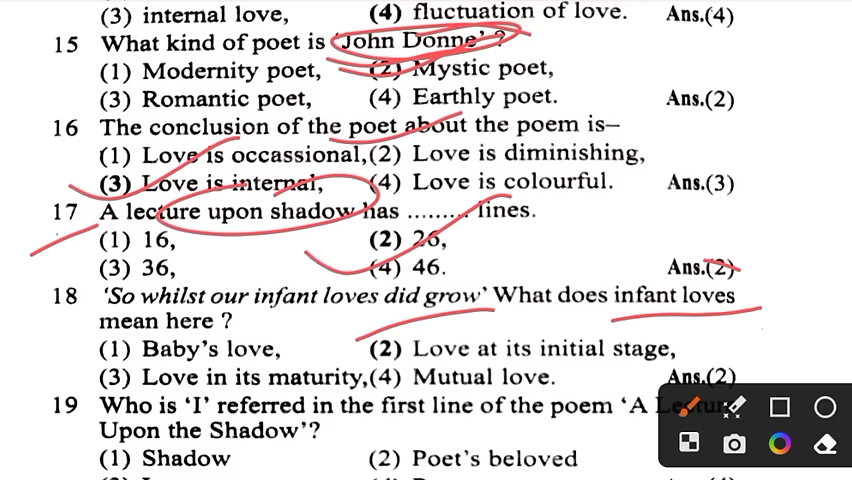 (3) internal love, (4) fluctuation of love. Ans.(4)
15 What kind of poet is 'John Donne' ?
(1) Modernity poet, (2) Mystic poet,
(3) Romantic poet, (4) Earthly poet. Ans.(2)
16 The conclusion of the poet about the poem is–
(1) Love is occassional,(2) Love is diminishing,
(3) Love is internal, (4) Love is colourful. Ans.(3)
17 A lecture upon shadow has ......... lines.
(1) 16, (2) 26,
(3) 36, (4) 46. Ans.(2)
18 'So whilst our infant loves did grow' What does infant loves
mean here ?
(1) Baby's love, (2) Love at its initial stage,
(3) Love in its maturity,(4) Mutual love. Ans.(2)
19 Who is 'I' referred in the first line of the poem 'A Lecture
Upon the Shadow'?
(1) Shadow (2) Poet's beloved